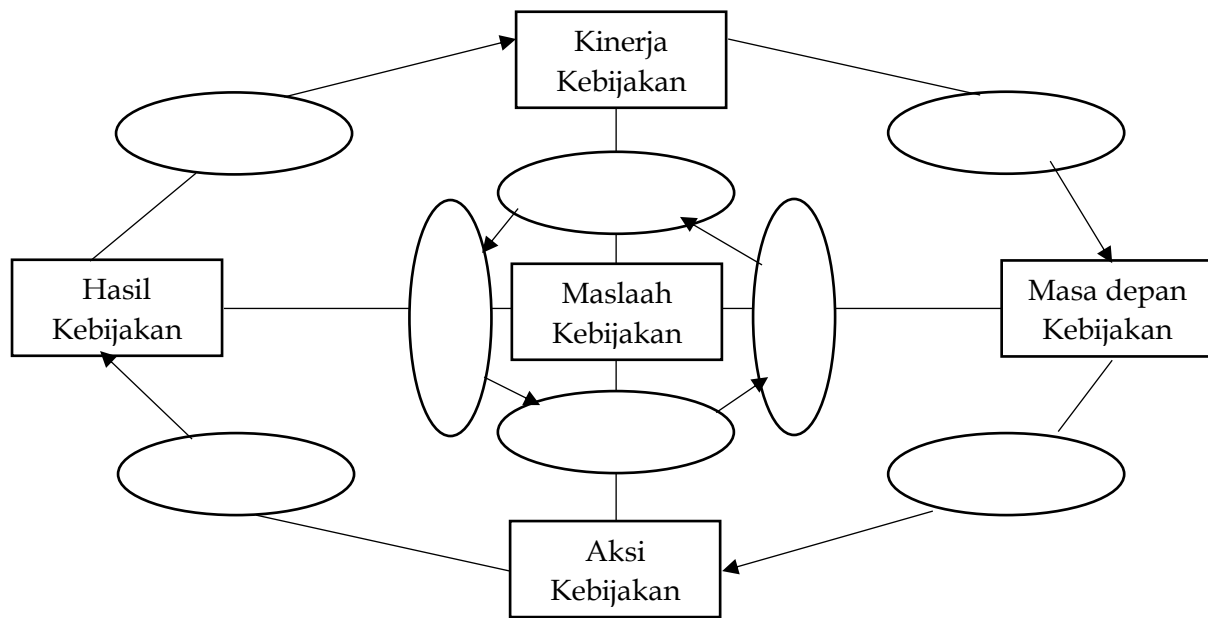 Kinerja
Kebijakan
Hasil
Kebijakan
Maslaah
Kebijakan
Masa depan
Kebijakan
Aksi
Kebijakan